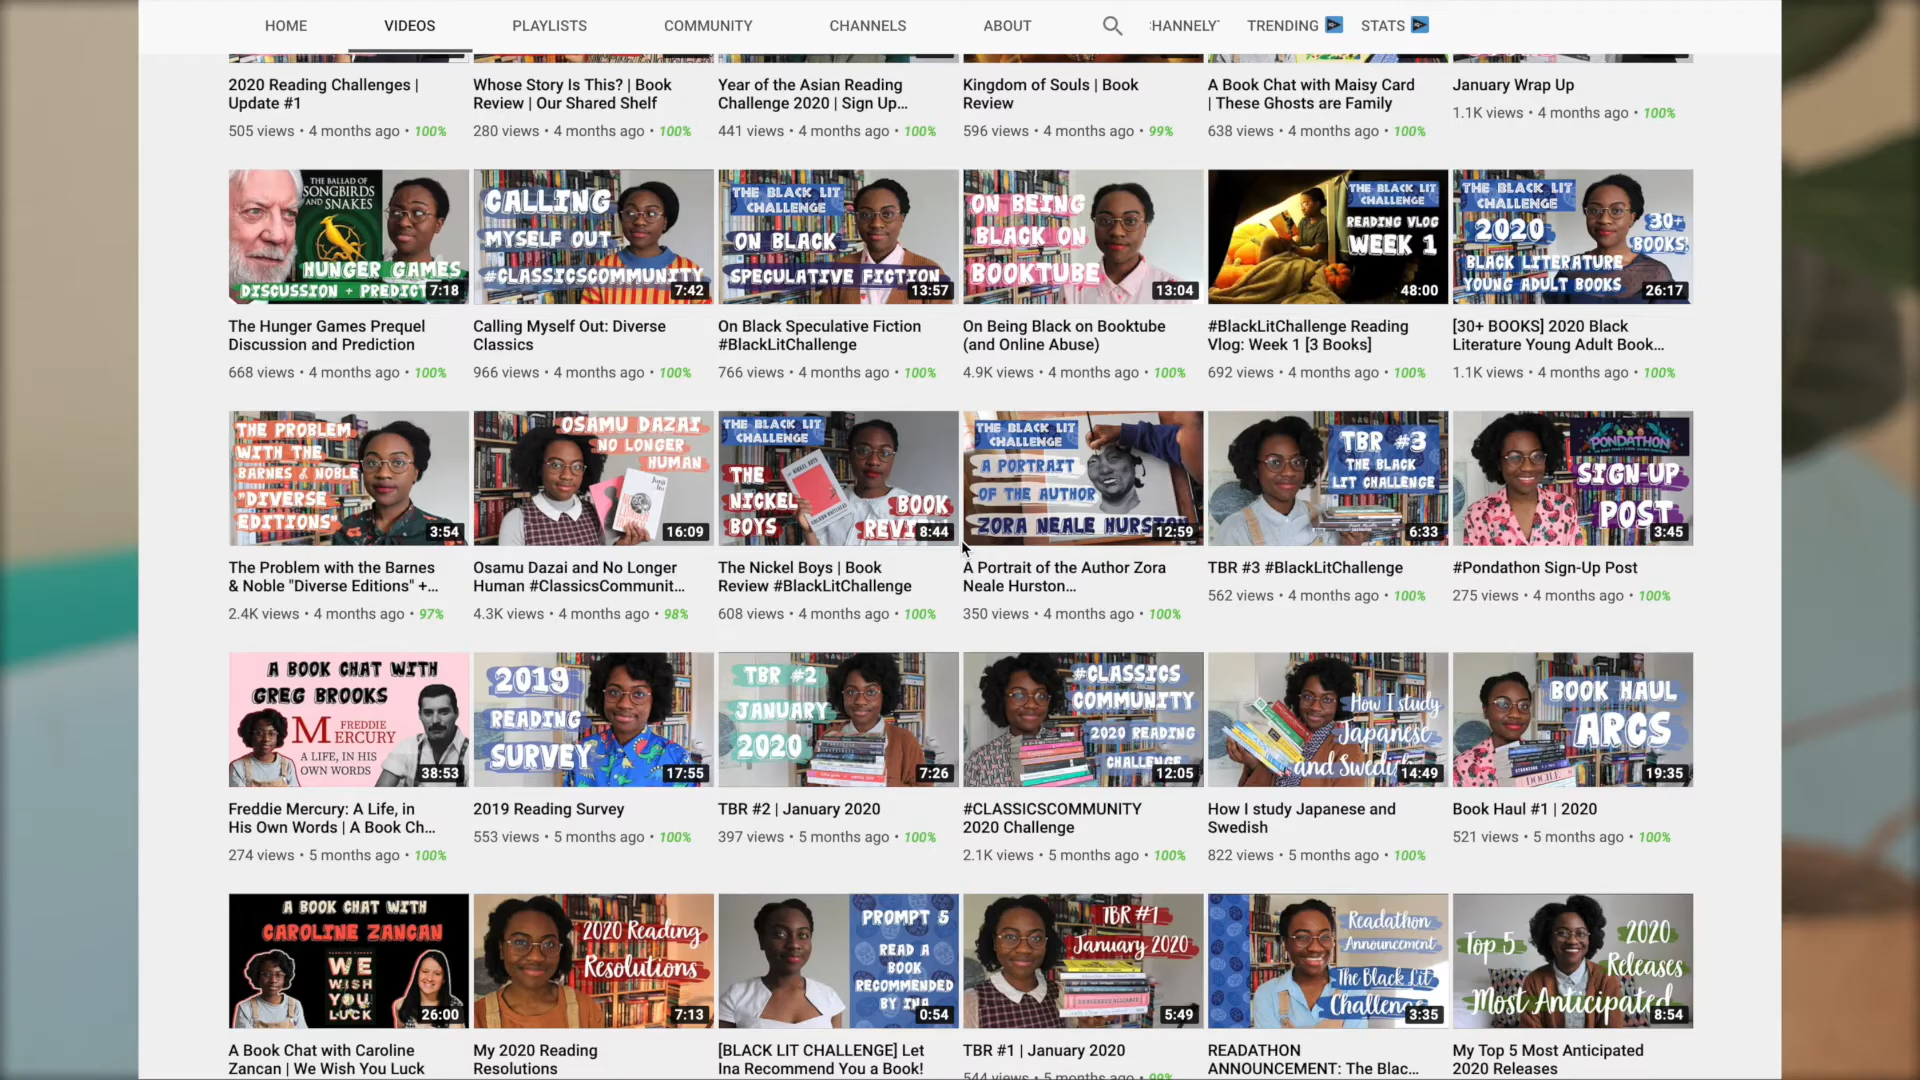 HOME VIDEOS PLAYLISTS COMMUNITY CHANNELS ABOUT HANNELY TRENDING STATS
2020 Reading Challenges |
Update #1
505 views • 4 months ago • 100%
Whose Story Is This? | Book
Review | Our Shared Shelf
280 views • 4 months ago • 100%
Year of the Asian Reading
Challenge 2020 | Sign Up...
441 views • 4 months ago • 100%
Kingdom of Souls | Book
Review
596 views • 4 months ago • 99%
A Book Chat with Maisy Card
| These Ghosts are Family
638 views • 4 months ago • 100%
January Wrap Up
1.1K views • 4 months ago • 100%
THE BALLAD OF
SONGBIRDS
AND SNAKES
HUNGER GAMES
DISCUSSION + PREDICT
7:18
The Hunger Games Prequel
Discussion and Prediction
668 views • 4 months ago • 100%
CALLING
MYSELF OUT
#CLASSICSCOMMUNITY
7:42
Calling Myself Out: Diverse
Classics
966 views • 4 months ago • 100%
THE BLACK LIT
CHALLENGE
ON BLACK
SPECULATIVE FICTION
13:57
On Black Speculative Fiction
#BlackLitChallenge
766 views • 4 months ago • 100%
ON BEING
BLACK ON
BOOKTUBE
13:04
On Being Black on Booktube
(and Online Abuse)
4.9K views • 4 months ago • 100%
THE BLACK LIT
CHALLENGE
READING VLOG
WEEK 1
48:00
#BlackLitChallenge Reading
Vlog: Week 1 [3 Books]
692 views • 4 months ago • 100%
THE BLACK LIT
CHALLENGE
2020
30+
BOOKS!
BLACK LITERATURE
YOUNG ADULT BOOKS
26:17
[30+ BOOKS] 2020 Black
Literature Young Adult Book...
1.1K views • 4 months ago • 100%
THE PROBLEM
WITH THE
BARNES & NOBLE
"DIVERSE
EDITIONS"
3:54
The Problem with the Barnes
& Noble "Diverse Editions" +...
2.4K views • 4 months ago • 97%
OSAMU DAZAI
NO LONGER
HUMAN
16:09
Osamu Dazai and No Longer
Human #ClassicsCommunit...
4.3K views • 4 months ago • 98%
THE BLACK LIT
CHALLENGE
THE
NICKEL
BOYS
BOOK
REVI
8:44
The Nickel Boys | Book
Review #BlackLitChallenge
608 views • 4 months ago • 100%
THE BLACK LIT
CHALLENGE
A PORTRAIT
OF THE AUTHOR
ZORA NEALE HURSTON
12:59
A Portrait of the Author Zora
Neale Hurston...
350 views • 4 months ago • 100%
TBR #3
THE BLACK
LIT CHALLENGE
6:33
TBR #3 #BlackLitChallenge
562 views • 4 months ago • 100%
PONDATHON
SIGN-UP
POST
3:45
#Pondathon Sign-Up Post
275 views • 4 months ago • 100%
A BOOK CHAT WITH
GREG BROOKS
FREDDIE
MERCURY
A LIFE, IN HIS
OWN WORDS
38:53
Freddie Mercury: A Life, in
His Own Words | A Book Ch...
274 views • 5 months ago • 100%
2019
READING
SURVEY
17:55
2019 Reading Survey
553 views • 5 months ago • 100%
TBR #2
JANUARY
2020
7:26
TBR #2 | January 2020
397 views • 5 months ago • 100%
#CLASSICS
COMMUNITY
2020 READING
CHALLENGE
12:05
#CLASSICSCOMMUNITY
2020 Challenge
2.1K views • 5 months ago • 100%
How I study
Japanese
and Swedish
14:49
How I study Japanese and
Swedish
822 views • 5 months ago • 100%
BOOK HAUL
ARCS
19:35
Book Haul #1 | 2020
521 views • 5 months ago • 100%
A BOOK CHAT WITH
CAROLINE ZANCAN
WE
WISH
YOU
LUCK
26:00
A Book Chat with Caroline
Zancan | We Wish You Luck
2020 Reading
Resolutions
7:13
My 2020 Reading
Resolutions
PROMPT 5
READ A
BOOK
RECOMMENDED
BY INA
0:54
[BLACK LIT CHALLENGE] Let
Ina Recommend You a Book!
TBR #1
January 2020
5:49
TBR #1 | January 2020
544 views • 5 months ago • 99%
Readathon
Announcement
The Black Lit
Challenge
3:35
READATHON
ANNOUNCEMENT: The Blac...
Top 5
2020
Releases
Most Anticipated
8:54
My Top 5 Most Anticipated
2020 Releases